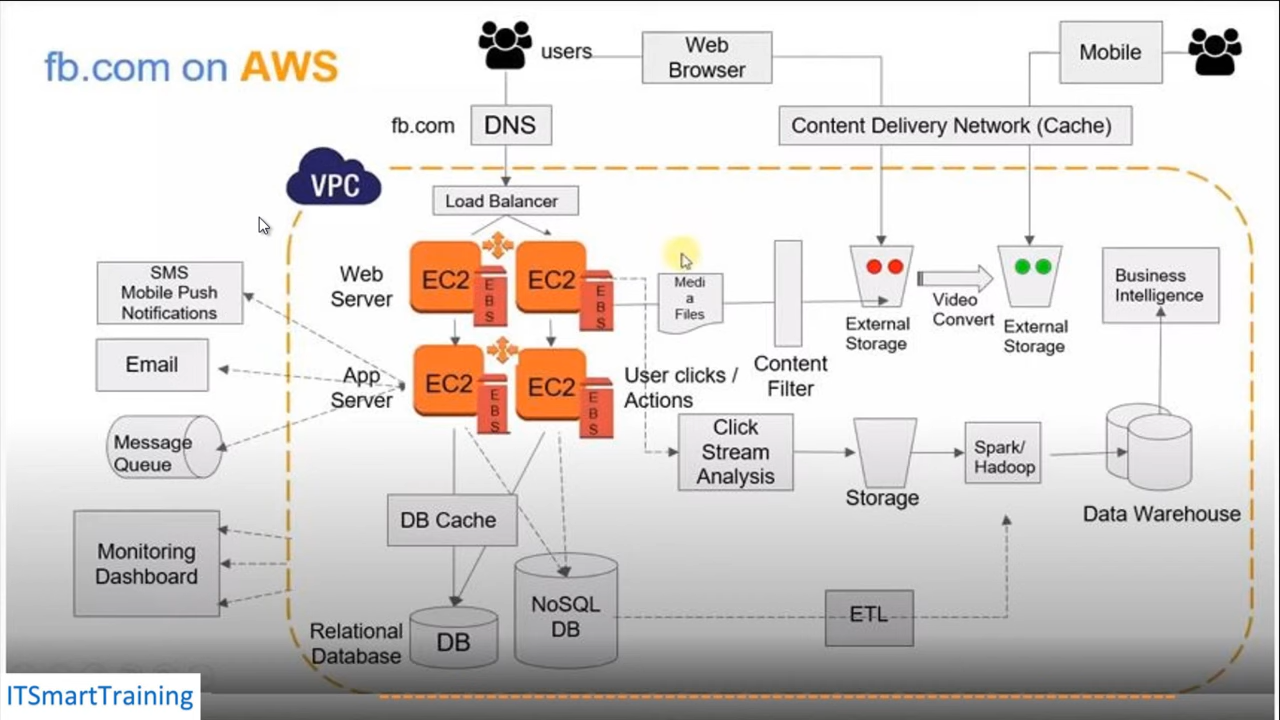 fb.com on AWS
users
Web
Browser
Mobile
fb.com
DNS
Content Delivery Network (Cache)
VPC
Load Balancer
Web
Server
EC2
EBS
EC2
EBS
Medi
a
Files
Content
Filter
External
Storage
Video
Convert
External
Storage
Business
Intelligence
SMS
Mobile Push
Notifications
Email
Message
Queue
App
Server
EC2
EBS
EC2
EBS
User clicks /
Actions
Click
Stream
Analysis
Storage
Spark/
Hadoop
Data Warehouse
Monitoring
Dashboard
DB Cache
Relational
Database
DB
NoSQL
DB
ETL
ITSmartTraining